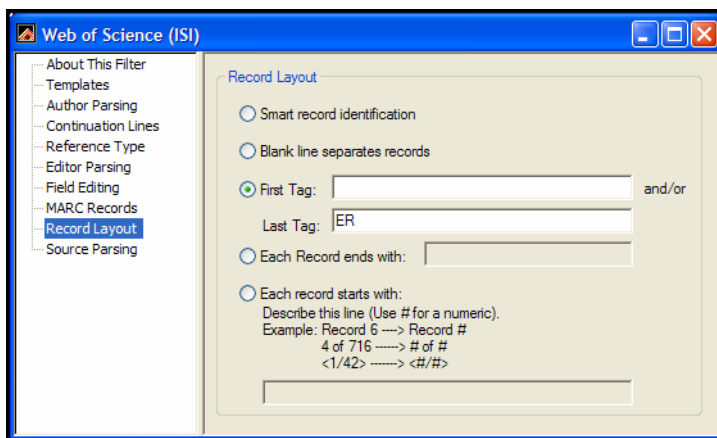 Web of Science (ISI)
About This Filter
Templates
Author Parsing
Continuation Lines
Reference Type
Editor Parsing
Field Editing
MARC Records
Record Layout
Source Parsing
Record Layout
Smart record identification
Blank line separates records
First Tag: and/or
Last Tag: ER
Each Record ends with:
Each record starts with:
Describe this line (Use # for a numeric).
Example: Record 6 ----> Record #
4 of 716 ------> # of #
<1/42> -------> <#/#>